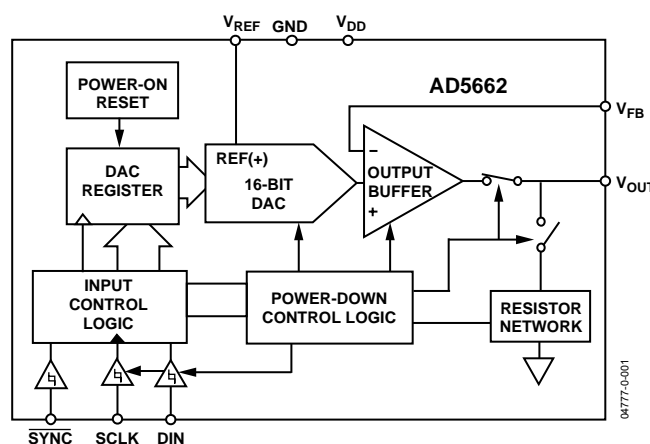 VREF GND VDD
POWER-ON
RESET
AD5662
VFB
REF(+)
16-BIT
DAC
DAC
REGISTER
–
OUTPUT
BUFFER
+
VOUT
INPUT
CONTROL
LOGIC
POWER-DOWN
CONTROL LOGIC
RESISTOR
NETWORK
SYNC SCLK DIN
04777-0-001